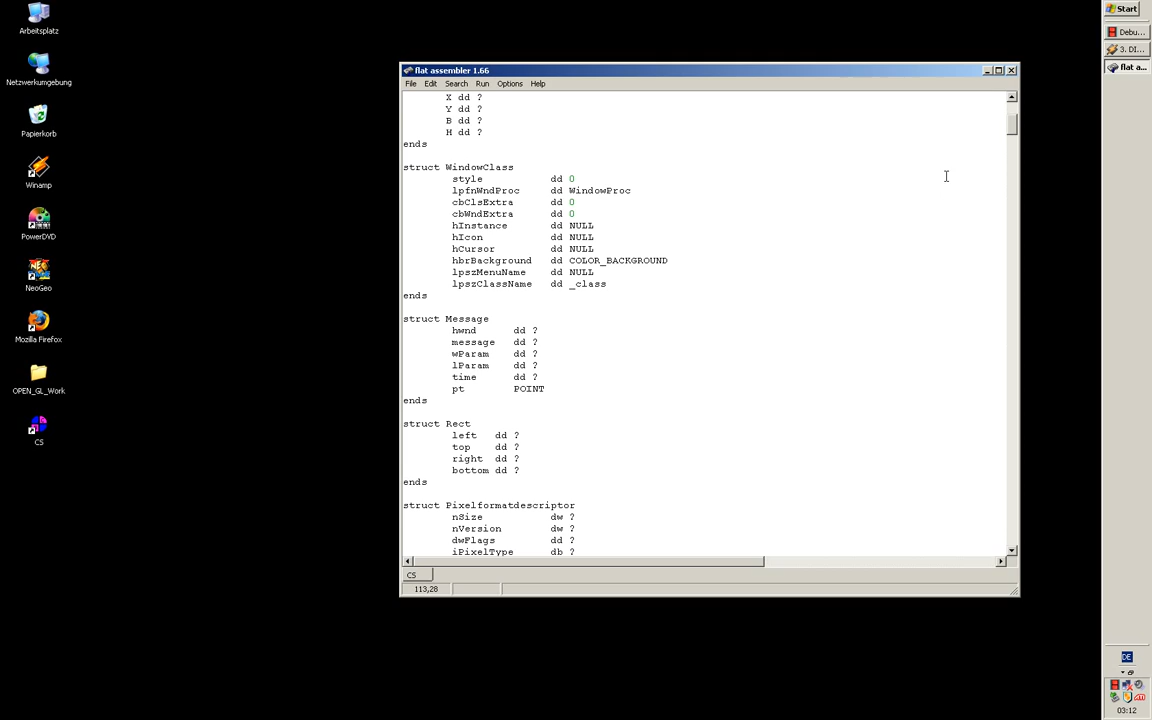 Arbeitsplatz
Netzwerkumgebung
Papierkorb
Winamp
PowerDVD
NeoGeo
Mozilla Firefox
OPEN_GL_Work
CS
flat assembler 1.66
File Edit Search Run Options Help
X dd ?
Y dd ?
B dd ?
H dd ?
ends
struct WindowClass
style dd 0
lpfnWndProc dd WindowProc
cbClsExtra dd 0
cbWndExtra dd 0
hInstance dd NULL
hIcon dd NULL
hCursor dd NULL
hbrBackground dd COLOR_BACKGROUND
lpszMenuName dd NULL
lpszClassName dd _class
ends
struct Message
hwnd dd ?
message dd ?
wParam dd ?
lParam dd ?
time dd ?
pt POINT
ends
struct Rect
left dd ?
top dd ?
right dd ?
bottom dd ?
ends
struct Pixelformatdescriptor
nSize dw ?
nVersion dw ?
dwFlags dd ?
iPixelType db ?
CS
113,28
Start
Debu...
3. DI...
flat a...
DE
03:12